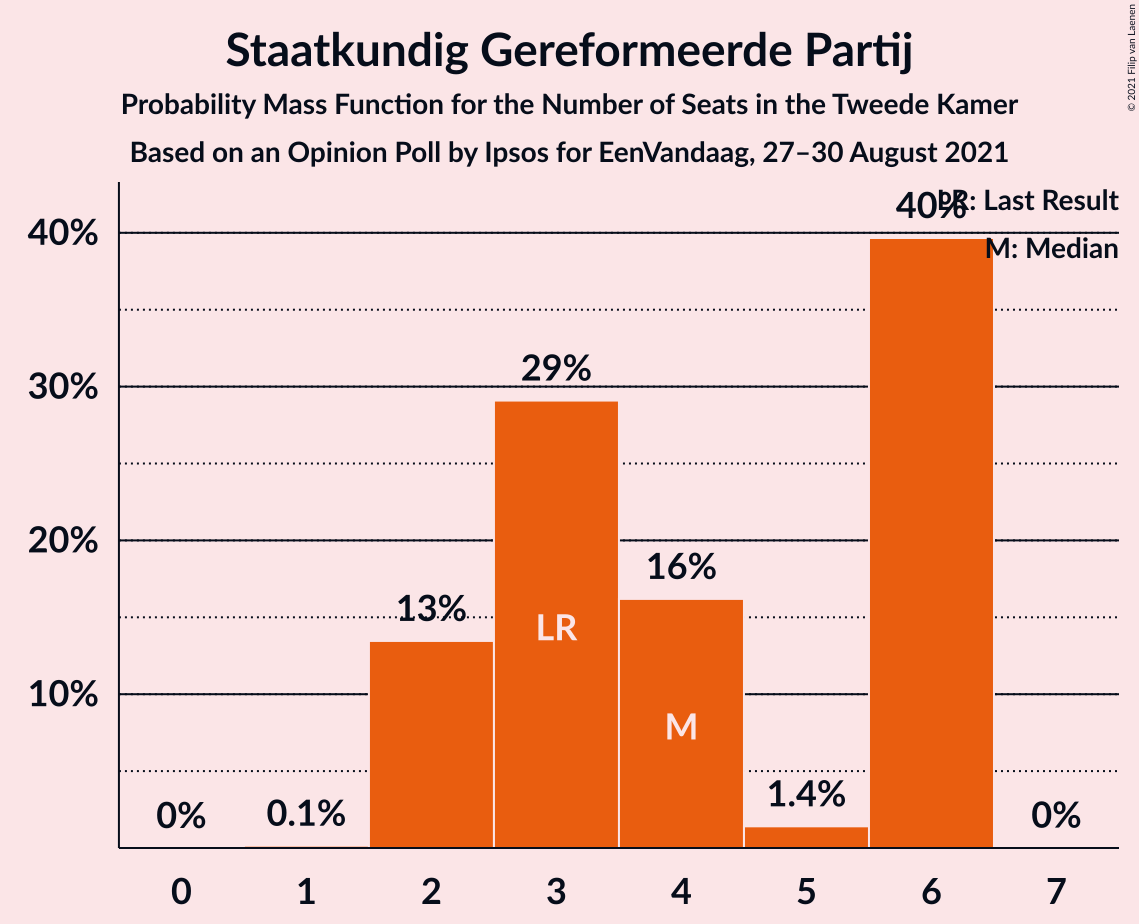 Staatkundig Gereformeerde Partij
Probability Mass Function for the Number of Seats in the Tweede Kamer
Based on an Opinion Poll by Ipsos for EenVandaag, 27–30 August 2021
© 2021 Filip van Laenen
LR: Last Result
M: Median
40%
30%
20%
10%
0%
0.1%
13%
29%
16%
1.4%
40%
0%
LR
M
0
1
2
3
4
5
6
7